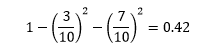 1 − (3/10)² − (7/10)² = 0.42